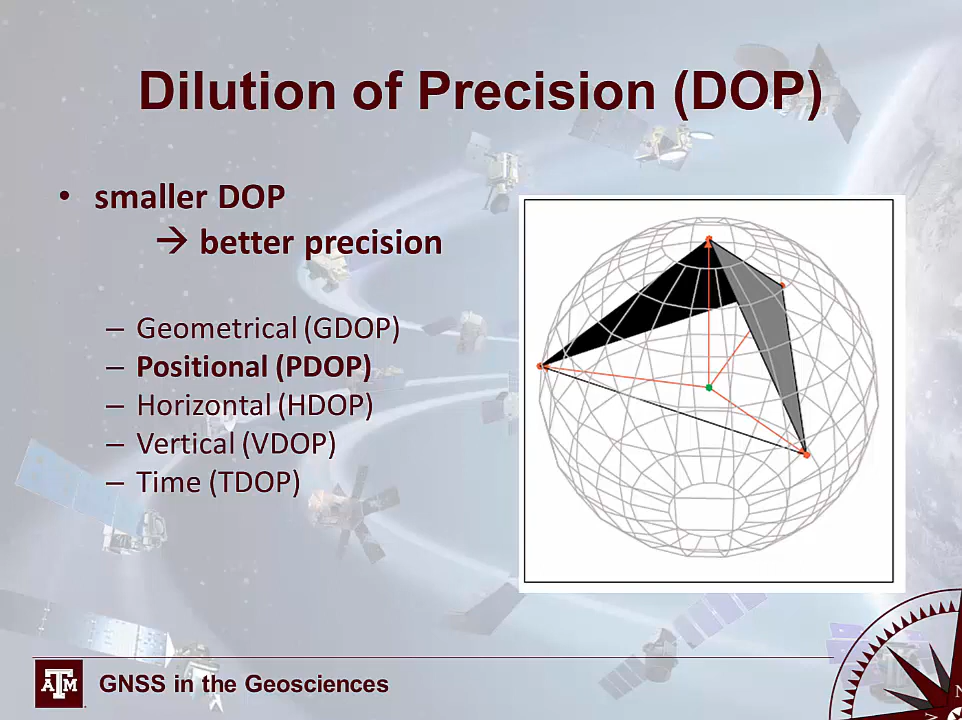 Dilution of Precision (DOP)
• smaller DOP
→ better precision
– Geometrical (GDOP)
– Positional (PDOP)
– Horizontal (HDOP)
– Vertical (VDOP)
– Time (TDOP)
ATM GNSS in the Geosciences
N